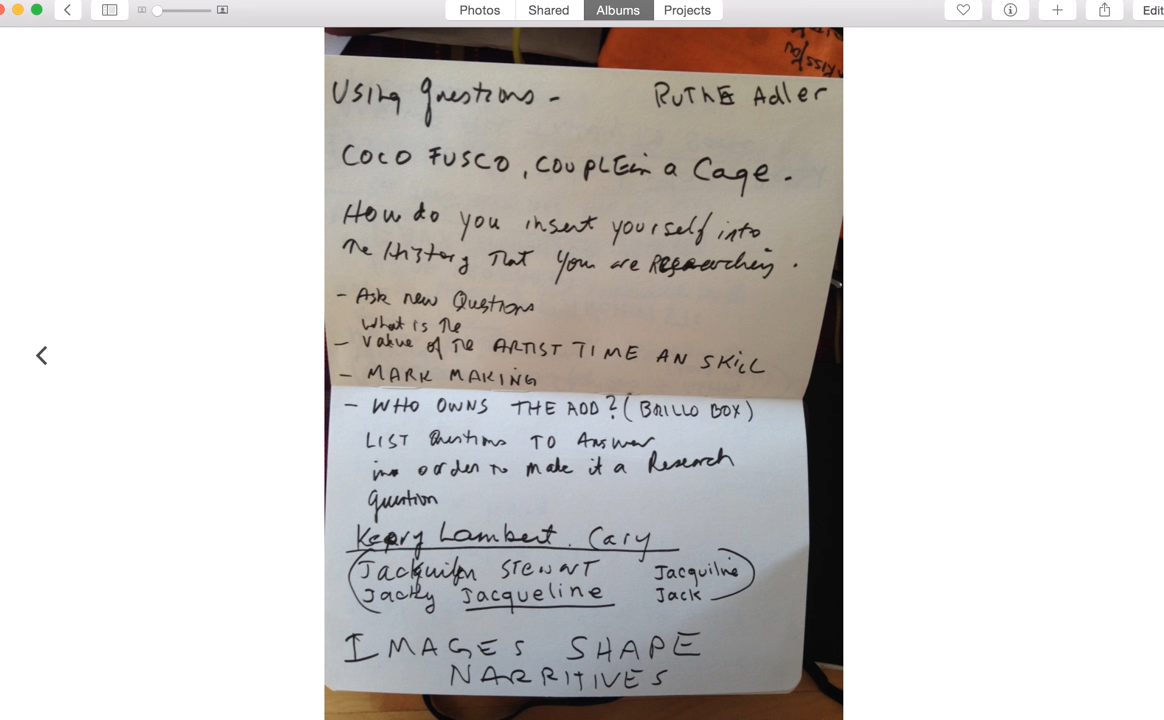 Photos Shared Albums Projects Edit
Using Questions - RUTHE Adler
COCO FUSCO, COUPLE in a Cage.
How do you insert yourself into
The History That you are Researching.
- Ask new Questions
What is The
- Value of The ARTIST TIME AN SKILL
- MARK MAKING
- WHO OWNS THE ADD? (BRILLO BOX)
LIST Questions TO Answer
in order to make it a Research
question
Lambert. Cary
STEWART Jacquiline
Jacky Jacqueline Jack
IMAGES SHAPE
NARRITIVES